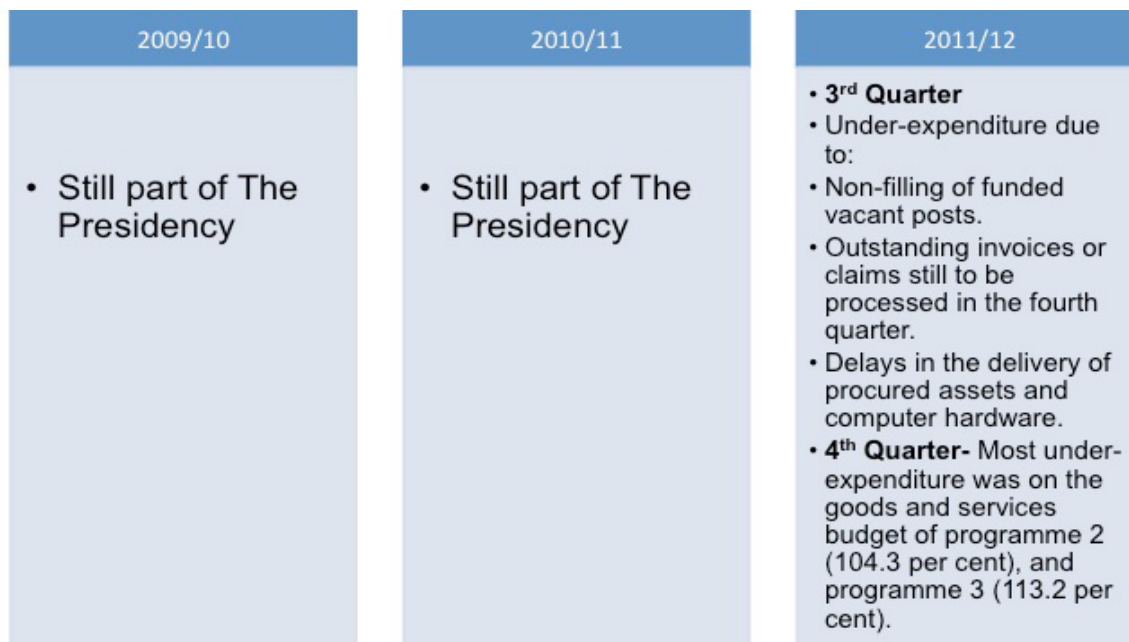 2009/10
• Still part of The
Presidency
2010/11
• Still part of The
Presidency
2011/12
• 3rd Quarter
• Under-expenditure due
to:
• Non-filling of funded
vacant posts.
• Outstanding invoices or
claims still to be
processed in the fourth
quarter.
• Delays in the delivery of
procured assets and
computer hardware.
• 4th Quarter- Most under-
expenditure was on the
goods and services
budget of programme 2
(104.3 per cent), and
programme 3 (113.2 per
cent).